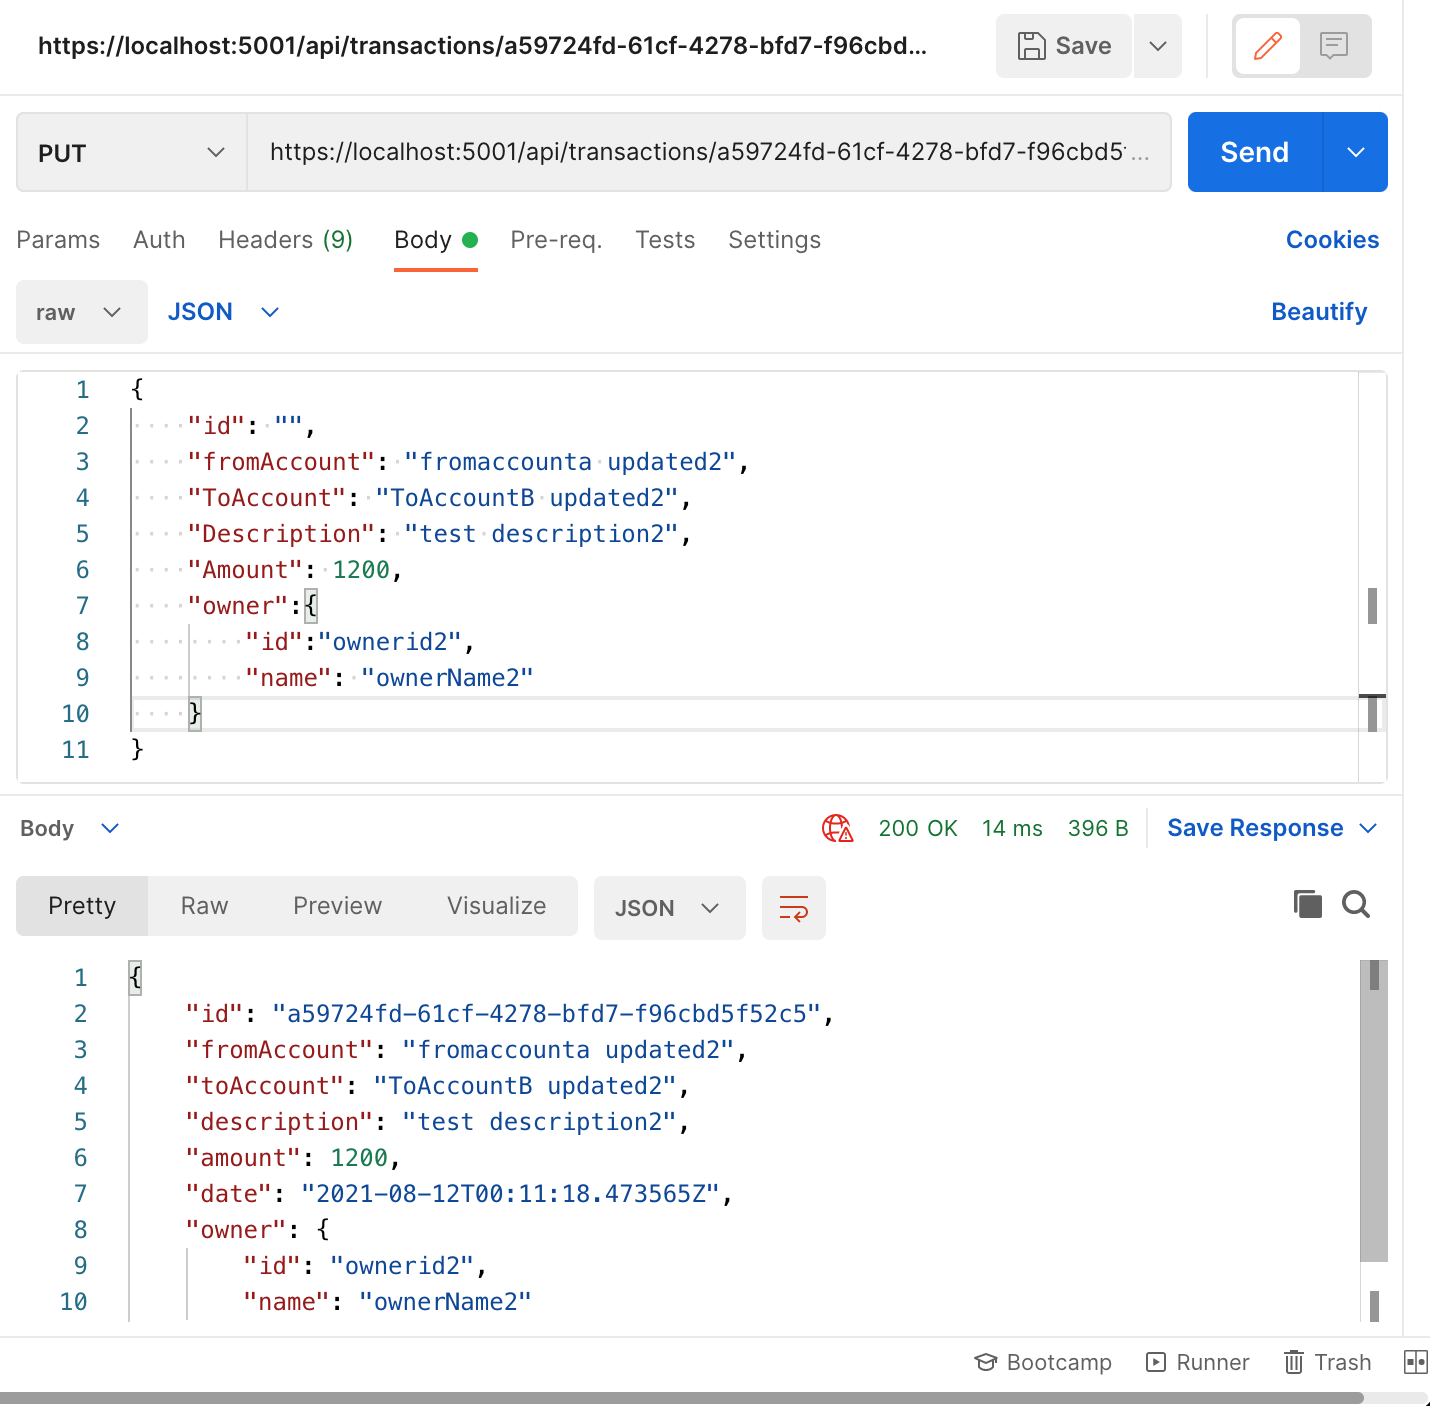 https://localhost:5001/api/transactions/a59724fd-61cf-4278-bfd7-f96cbd...
Save
PUT
https://localhost:5001/api/transactions/a59724fd-61cf-4278-bfd7-f96cbd5...
Send
Params Auth Headers (9) Body Pre-req. Tests Settings Cookies
raw JSON Beautify
1 {
2 "id": "",
3 "fromAccount": "fromaccounta updated2",
4 "ToAccount": "ToAccountB updated2",
5 "Description": "test description2",
6 "Amount": 1200,
7 "owner":{
8 "id":"ownerid2",
9 "name": "ownerName2"
10 }
11 }
Body 200 OK 14 ms 396 B Save Response
Pretty Raw Preview Visualize JSON
1 {
2 "id": "a59724fd-61cf-4278-bfd7-f96cbd5f52c5",
3 "fromAccount": "fromaccounta updated2",
4 "toAccount": "ToAccountB updated2",
5 "description": "test description2",
6 "amount": 1200,
7 "date": "2021-08-12T00:11:18.473565Z",
8 "owner": {
9 "id": "ownerid2",
10 "name": "ownerName2"
Bootcamp Runner Trash